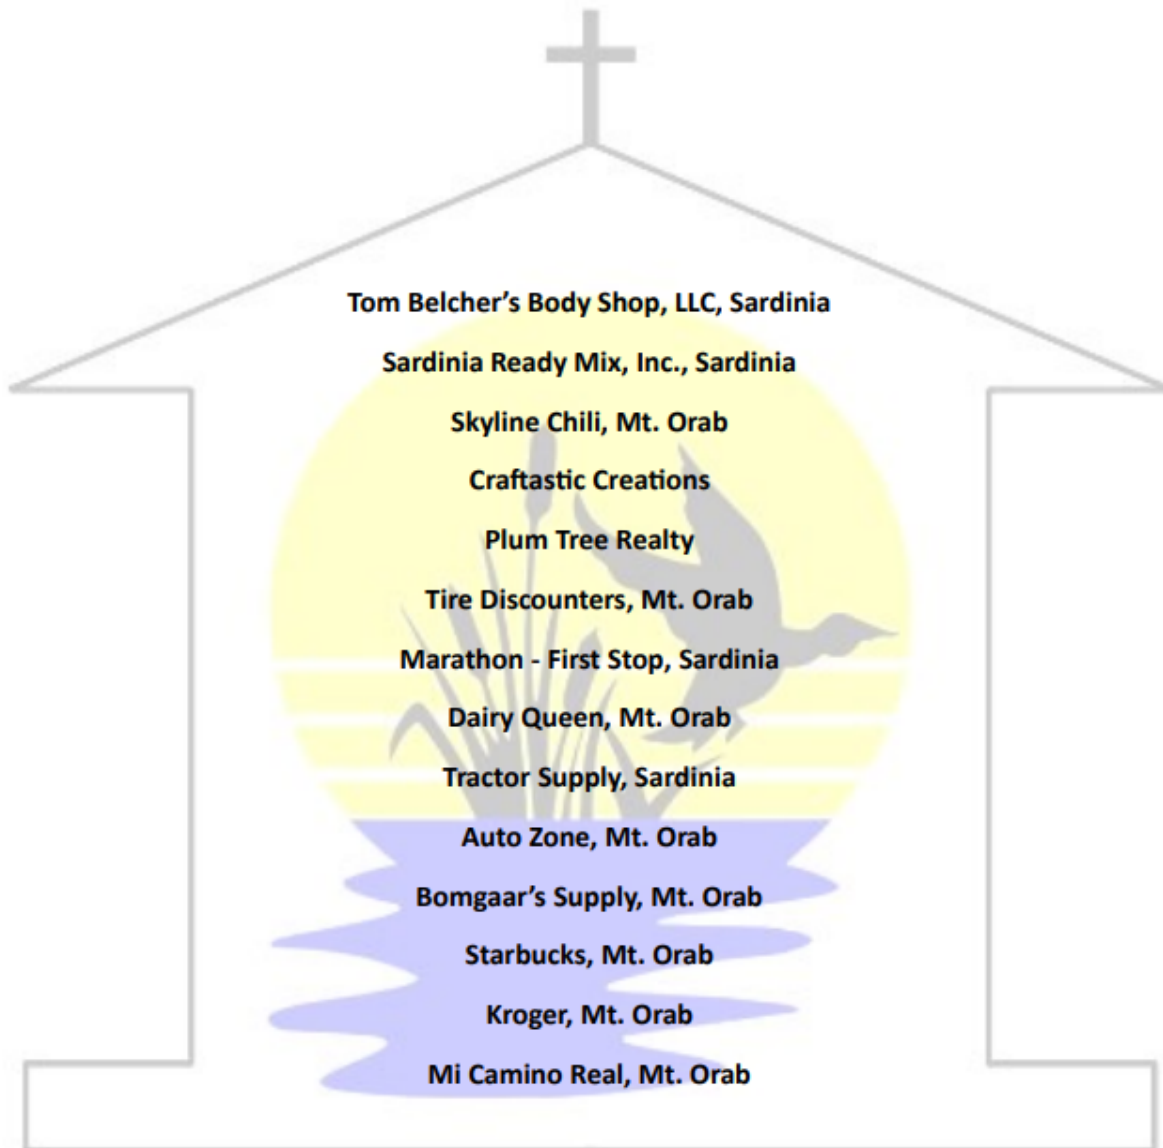 Tom Belcher’s Body Shop, LLC, Sardinia
Sardinia Ready Mix, Inc., Sardinia
Skyline Chili, Mt. Orab
Craftastic Creations
Plum Tree Realty
Tire Discounters, Mt. Orab
Marathon - First Stop, Sardinia
Dairy Queen, Mt. Orab
Tractor Supply, Sardinia
Auto Zone, Mt. Orab
Bomgaar’s Supply, Mt. Orab
Starbucks, Mt. Orab
Kroger, Mt. Orab
Mi Camino Real, Mt. Orab